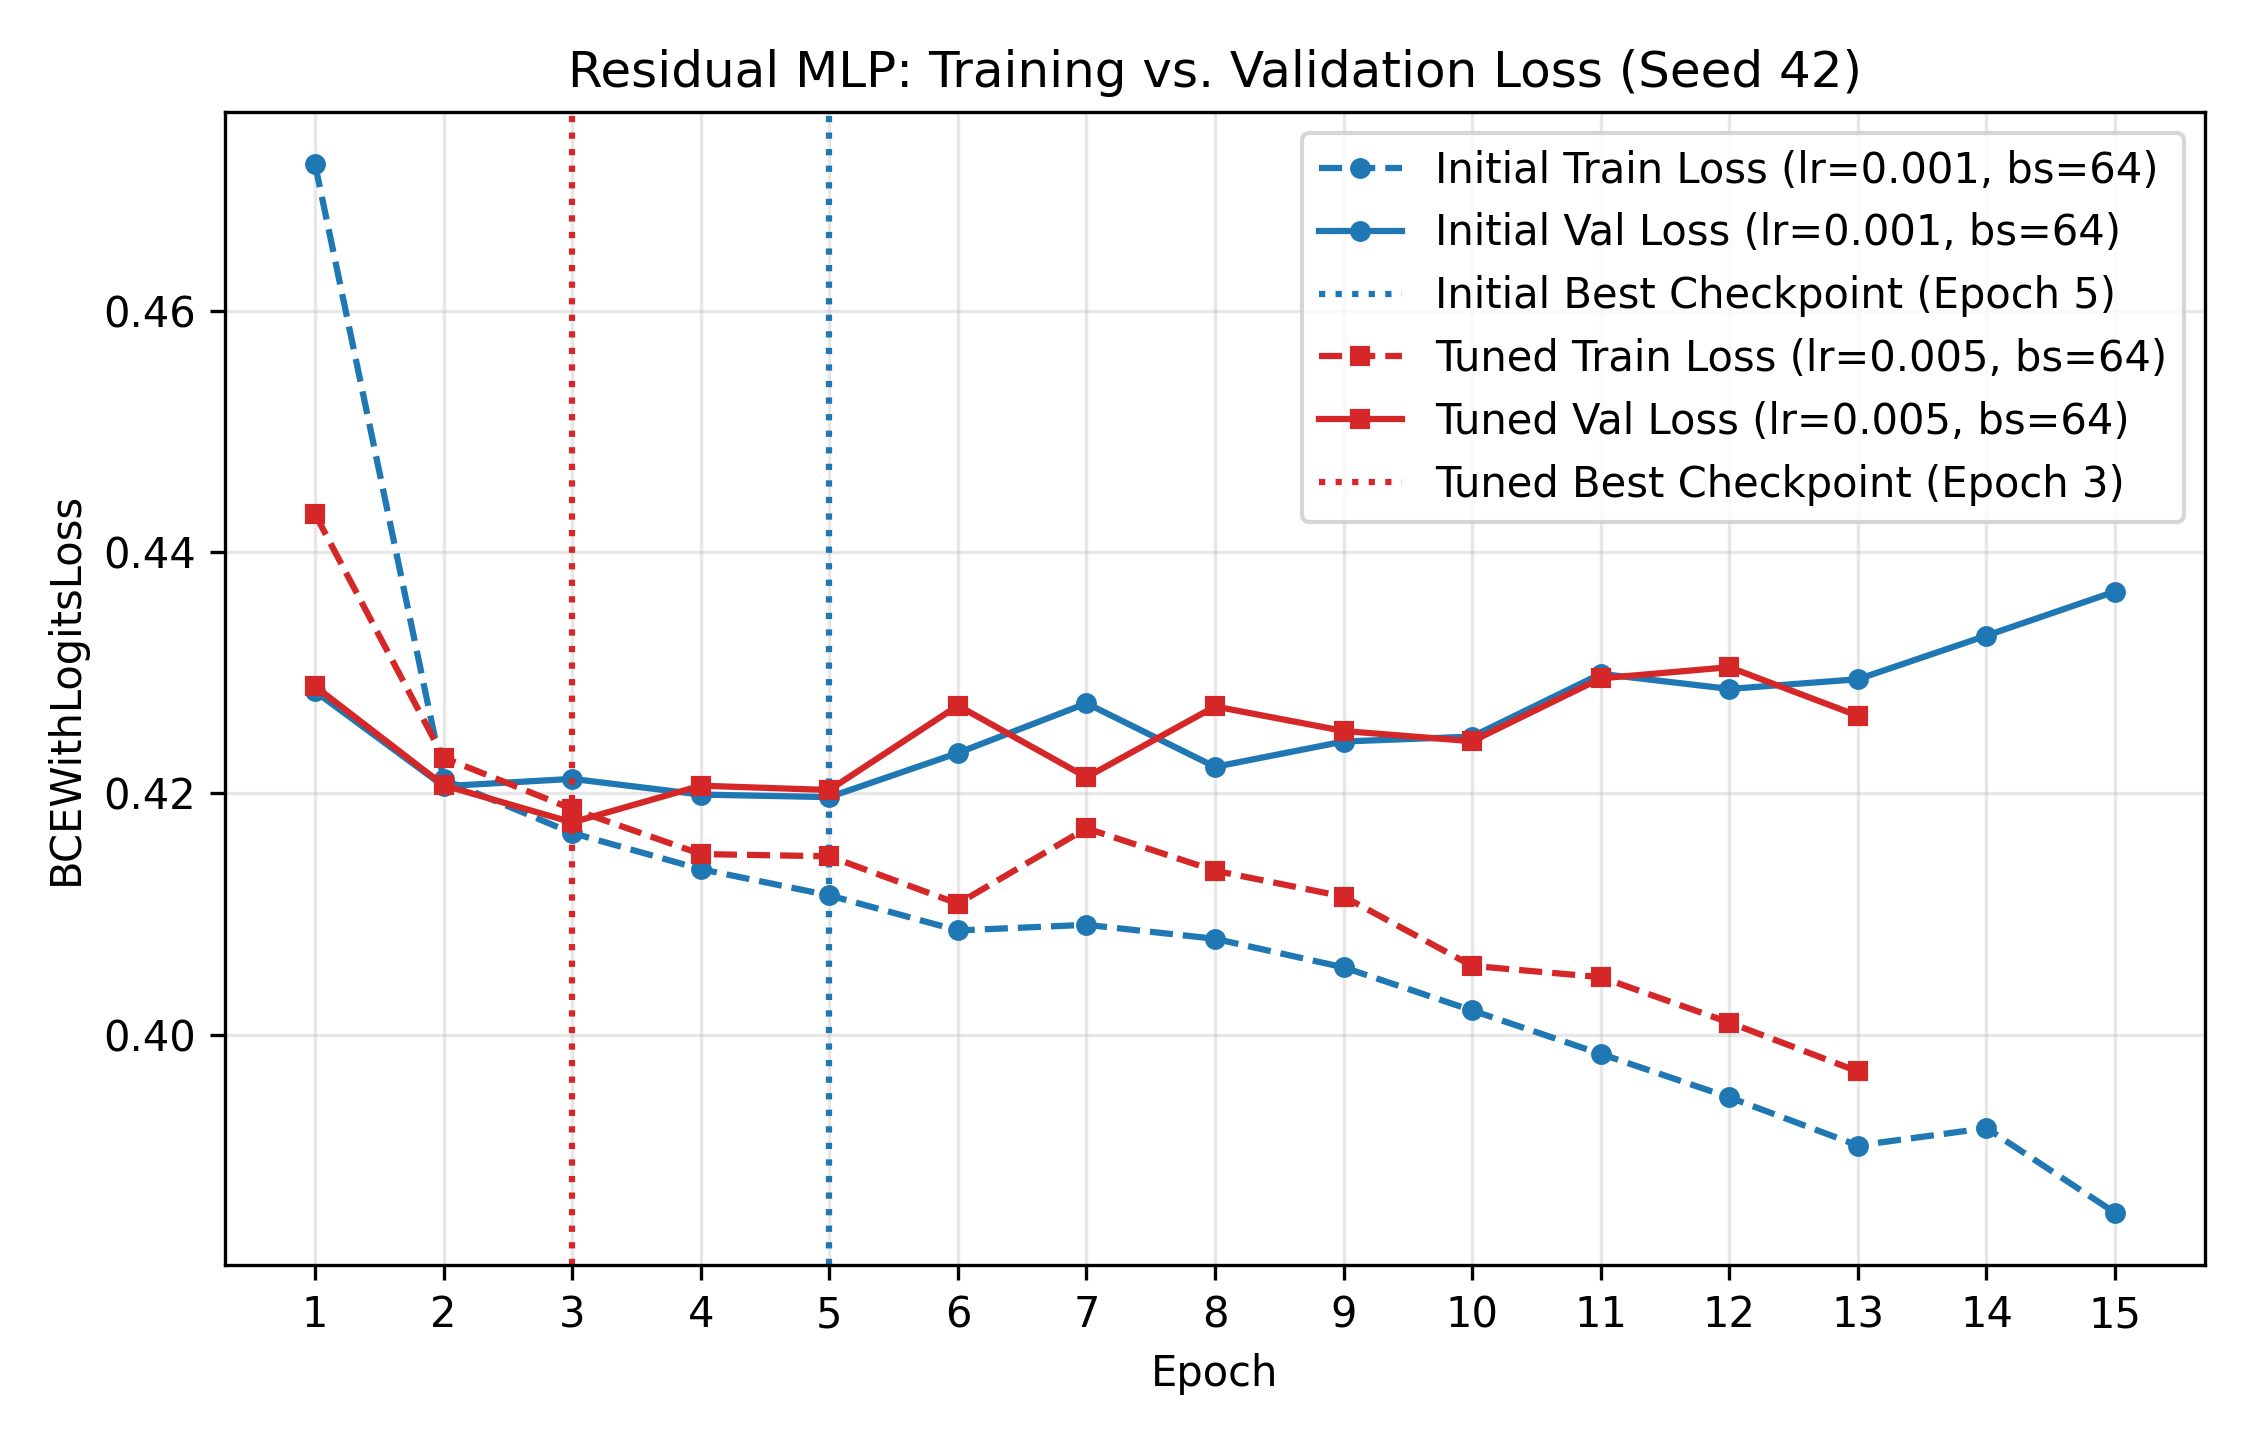 Residual MLP: Training vs. Validation Loss (Seed 42)
Initial Train Loss (lr=0.001, bs=64)
Initial Val Loss (lr=0.001, bs=64)
Initial Best Checkpoint (Epoch 5)
Tuned Train Loss (lr=0.005, bs=64)
Tuned Val Loss (lr=0.005, bs=64)
Tuned Best Checkpoint (Epoch 3)
BCEWithLogitsLoss
0.46
0.44
0.42
0.40
1 2 3 4 5 6 7 8 9 10 11 12 13 14 15
Epoch